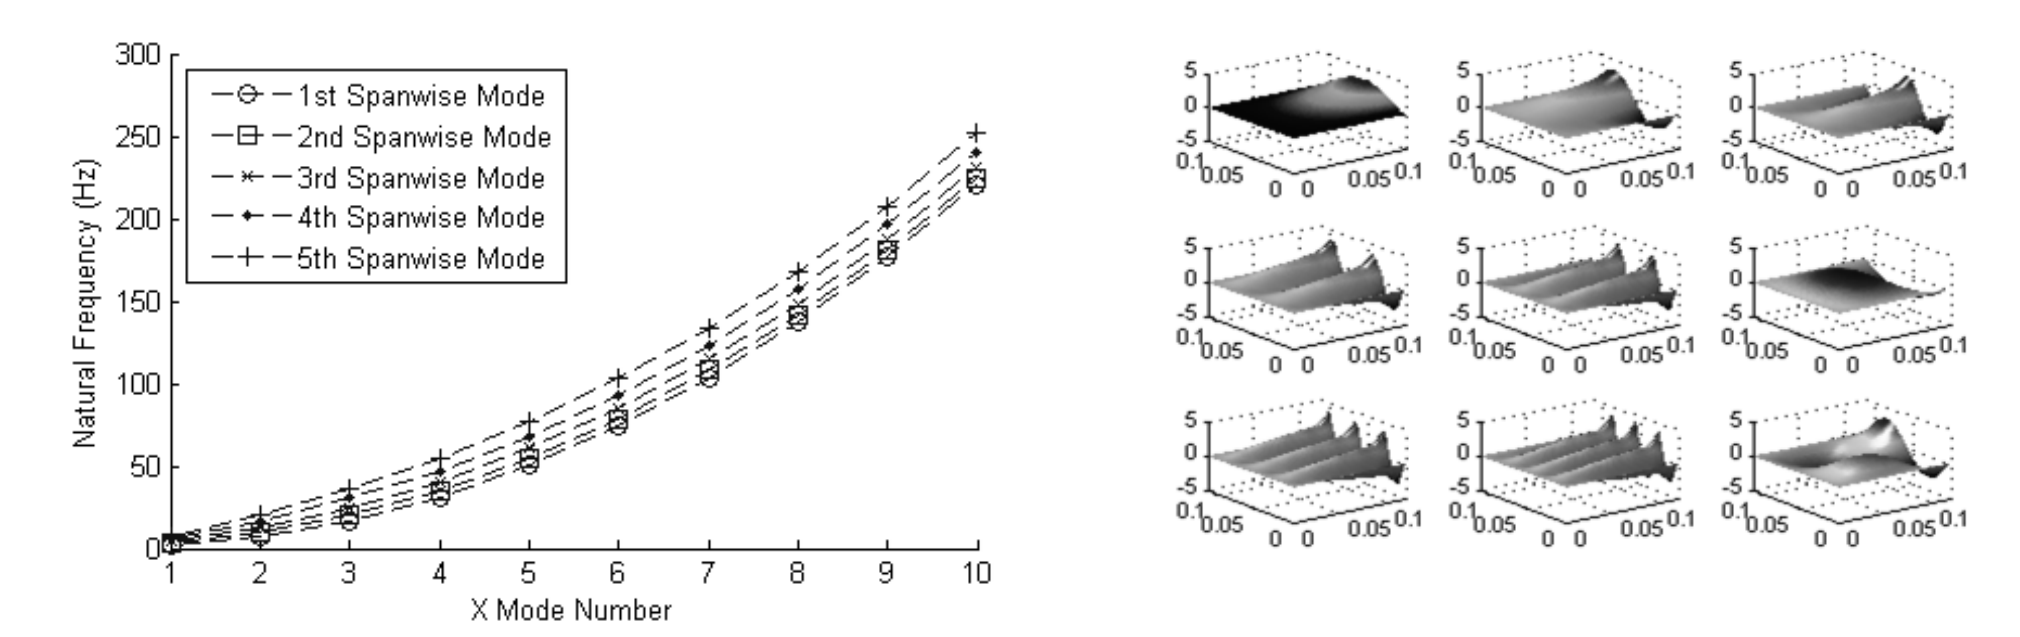 300
250
200
150
100
50
0
Natural Frequency (Hz)
1st Spanwise Mode
2nd Spanwise Mode
3rd Spanwise Mode
4th Spanwise Mode
5th Spanwise Mode
1 2 3 4 5 6 7 8 9 10
X Mode Number
5 0 -5 0.1 0.05 0 0 0.05 0.1
5 0 -5 0.1 0.05 0 0 0.05 0.1
5 0 -5 0.1 0.05 0 0 0.05 0.1
5 0 -5 0.1 0.05 0 0 0.05 0.1
5 0 -5 0.1 0.05 0 0 0.05 0.1
5 0 -5 0.1 0.05 0 0 0.05 0.1
5 0 -5 0.1 0.05 0 0 0.05 0.1
5 0 -5 0.1 0.05 0 0 0.05 0.1
5 0 -5 0.1 0.05 0 0 0.05 0.1